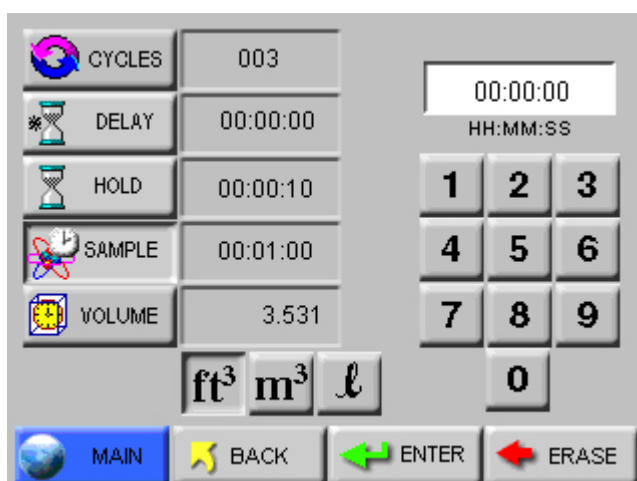 CYCLES 003
00:00:00
DELAY 00:00:00
HH:MM:SS
HOLD 00:00:10
1 2 3
SAMPLE 00:01:00
4 5 6
VOLUME 3.531
7 8 9
ft³ m³ ℓ
0
MAIN BACK ENTER ERASE